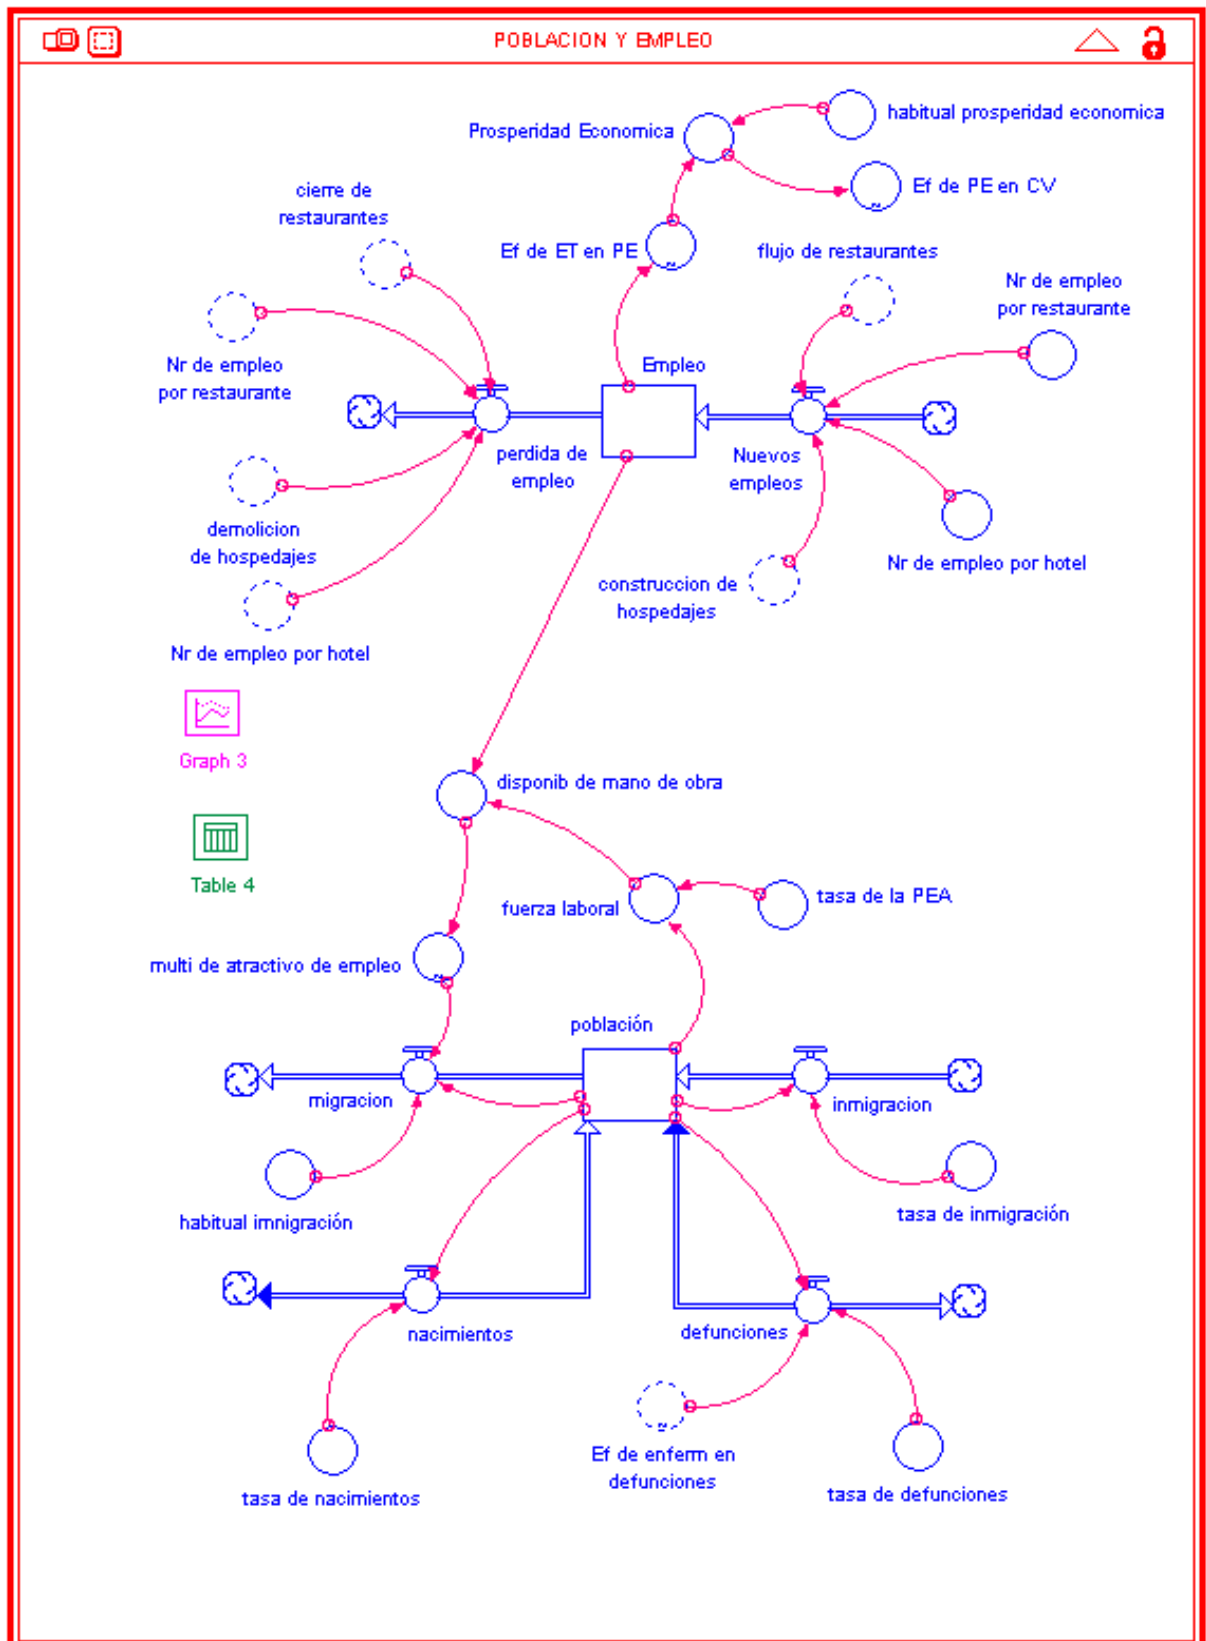 POBLACION Y EMPLEO
habitual prosperidad economica
Prosperidad Economica
Ef de PE en CV
cierre de
restaurantes
Ef de ET en PE
flujo de restaurantes
Nr de empleo
por restaurante
Nr de empleo
por restaurante
Empleo
perdida de
empleo
Nuevos
empleos
demolicion
de hospedajes
Nr de empleo por hotel
construccion de
hospedajes
Nr de empleo por hotel
Graph 3
disponib de mano de obra
Table 4
tasa de la PEA
fuerza laboral
multi de atractivo de empleo
población
migracion
inmigracion
habitual imnigración
tasa de inmigración
nacimientos
defunciones
Ef de enferm en
defunciones
tasa de nacimientos
tasa de defunciones